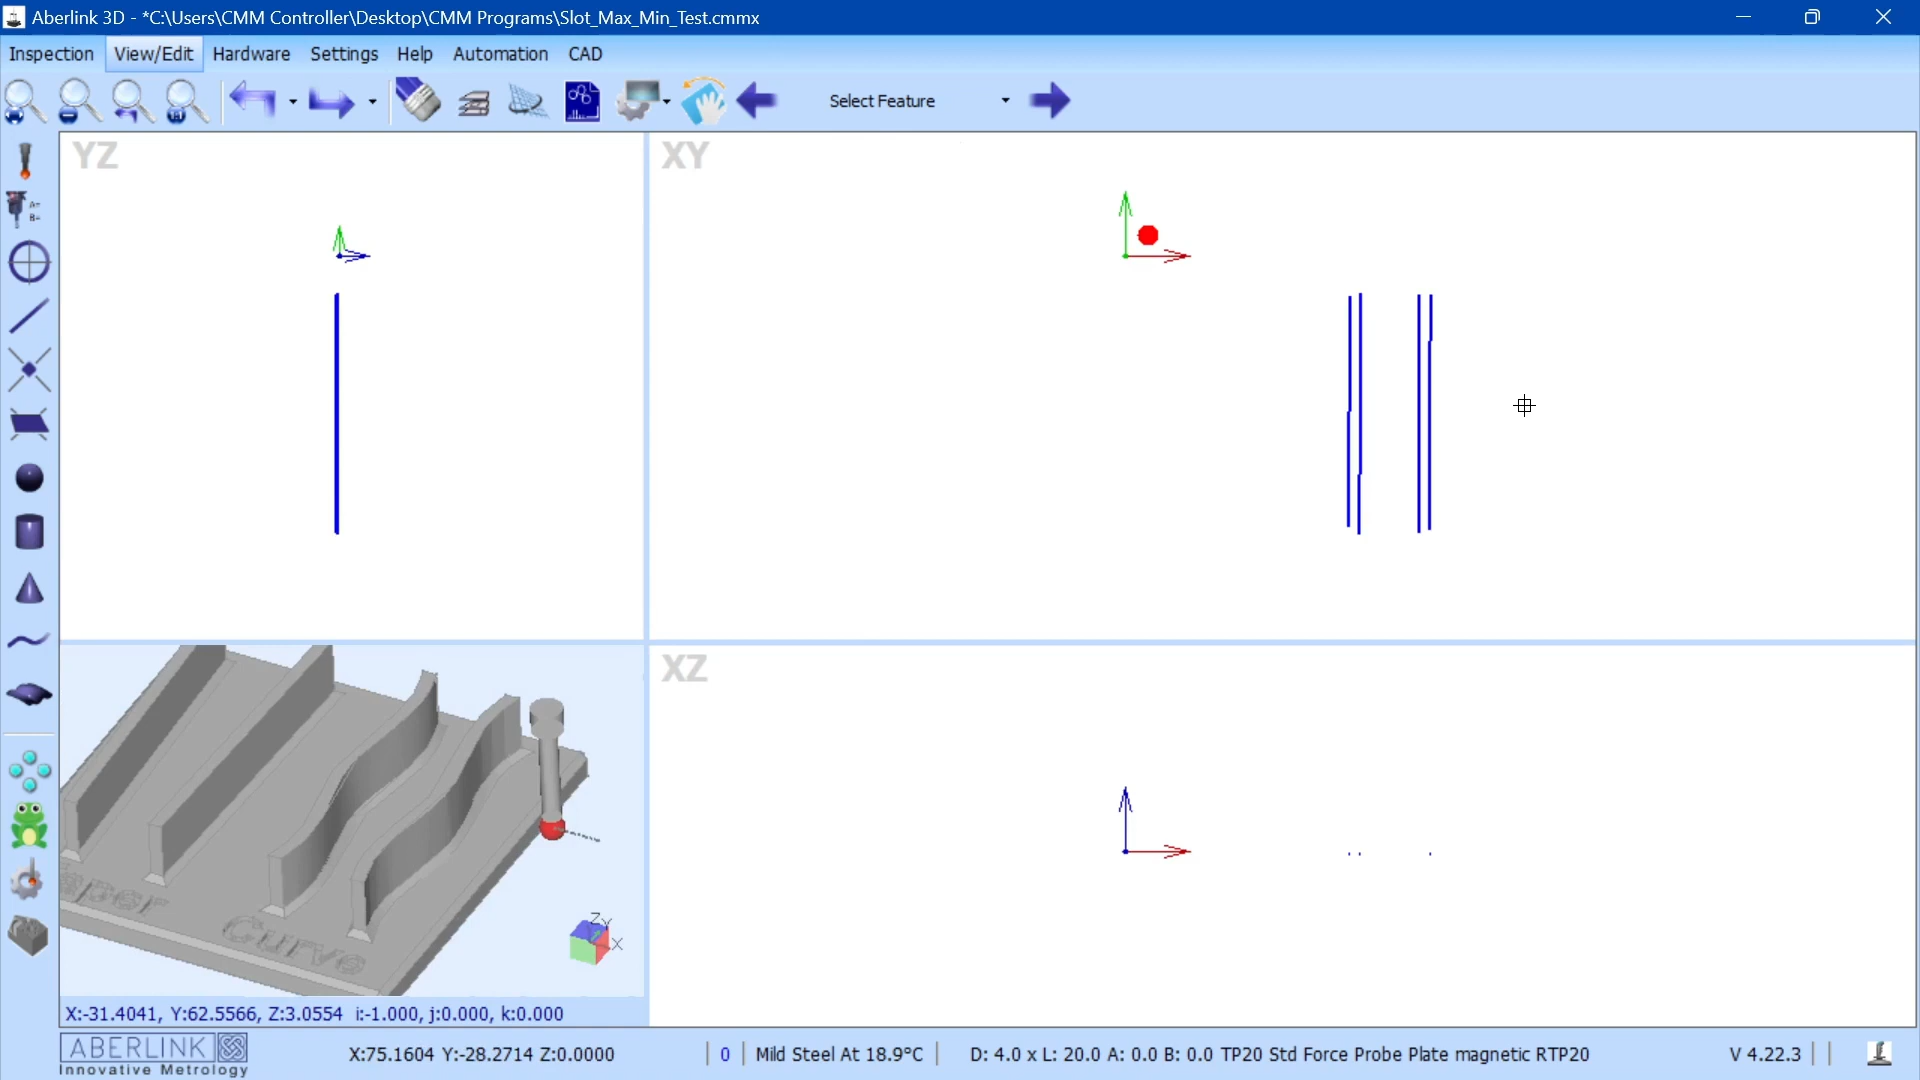 Aberlink 3D - *C:\Users\CMM Controller\Desktop\CMM Programs\Slot_Max_Min_Test.cmmx
Inspection View/Edit Hardware Settings Help Automation CAD
Select Feature
A=
B=
YZ
XY
XZ
Curve
Z Y
X
X:-31.4041, Y:62.5566, Z:3.0554 i:-1.000, j:0.000, k:0.000
ABERLINK
Innovative Metrology
X:75.1604 Y:-28.2714 Z:0.0000
0
Mild Steel At 18.9°C
D: 4.0 x L: 20.0 A: 0.0 B: 0.0 TP20 Std Force Probe Plate magnetic RTP20
V 4.22.3